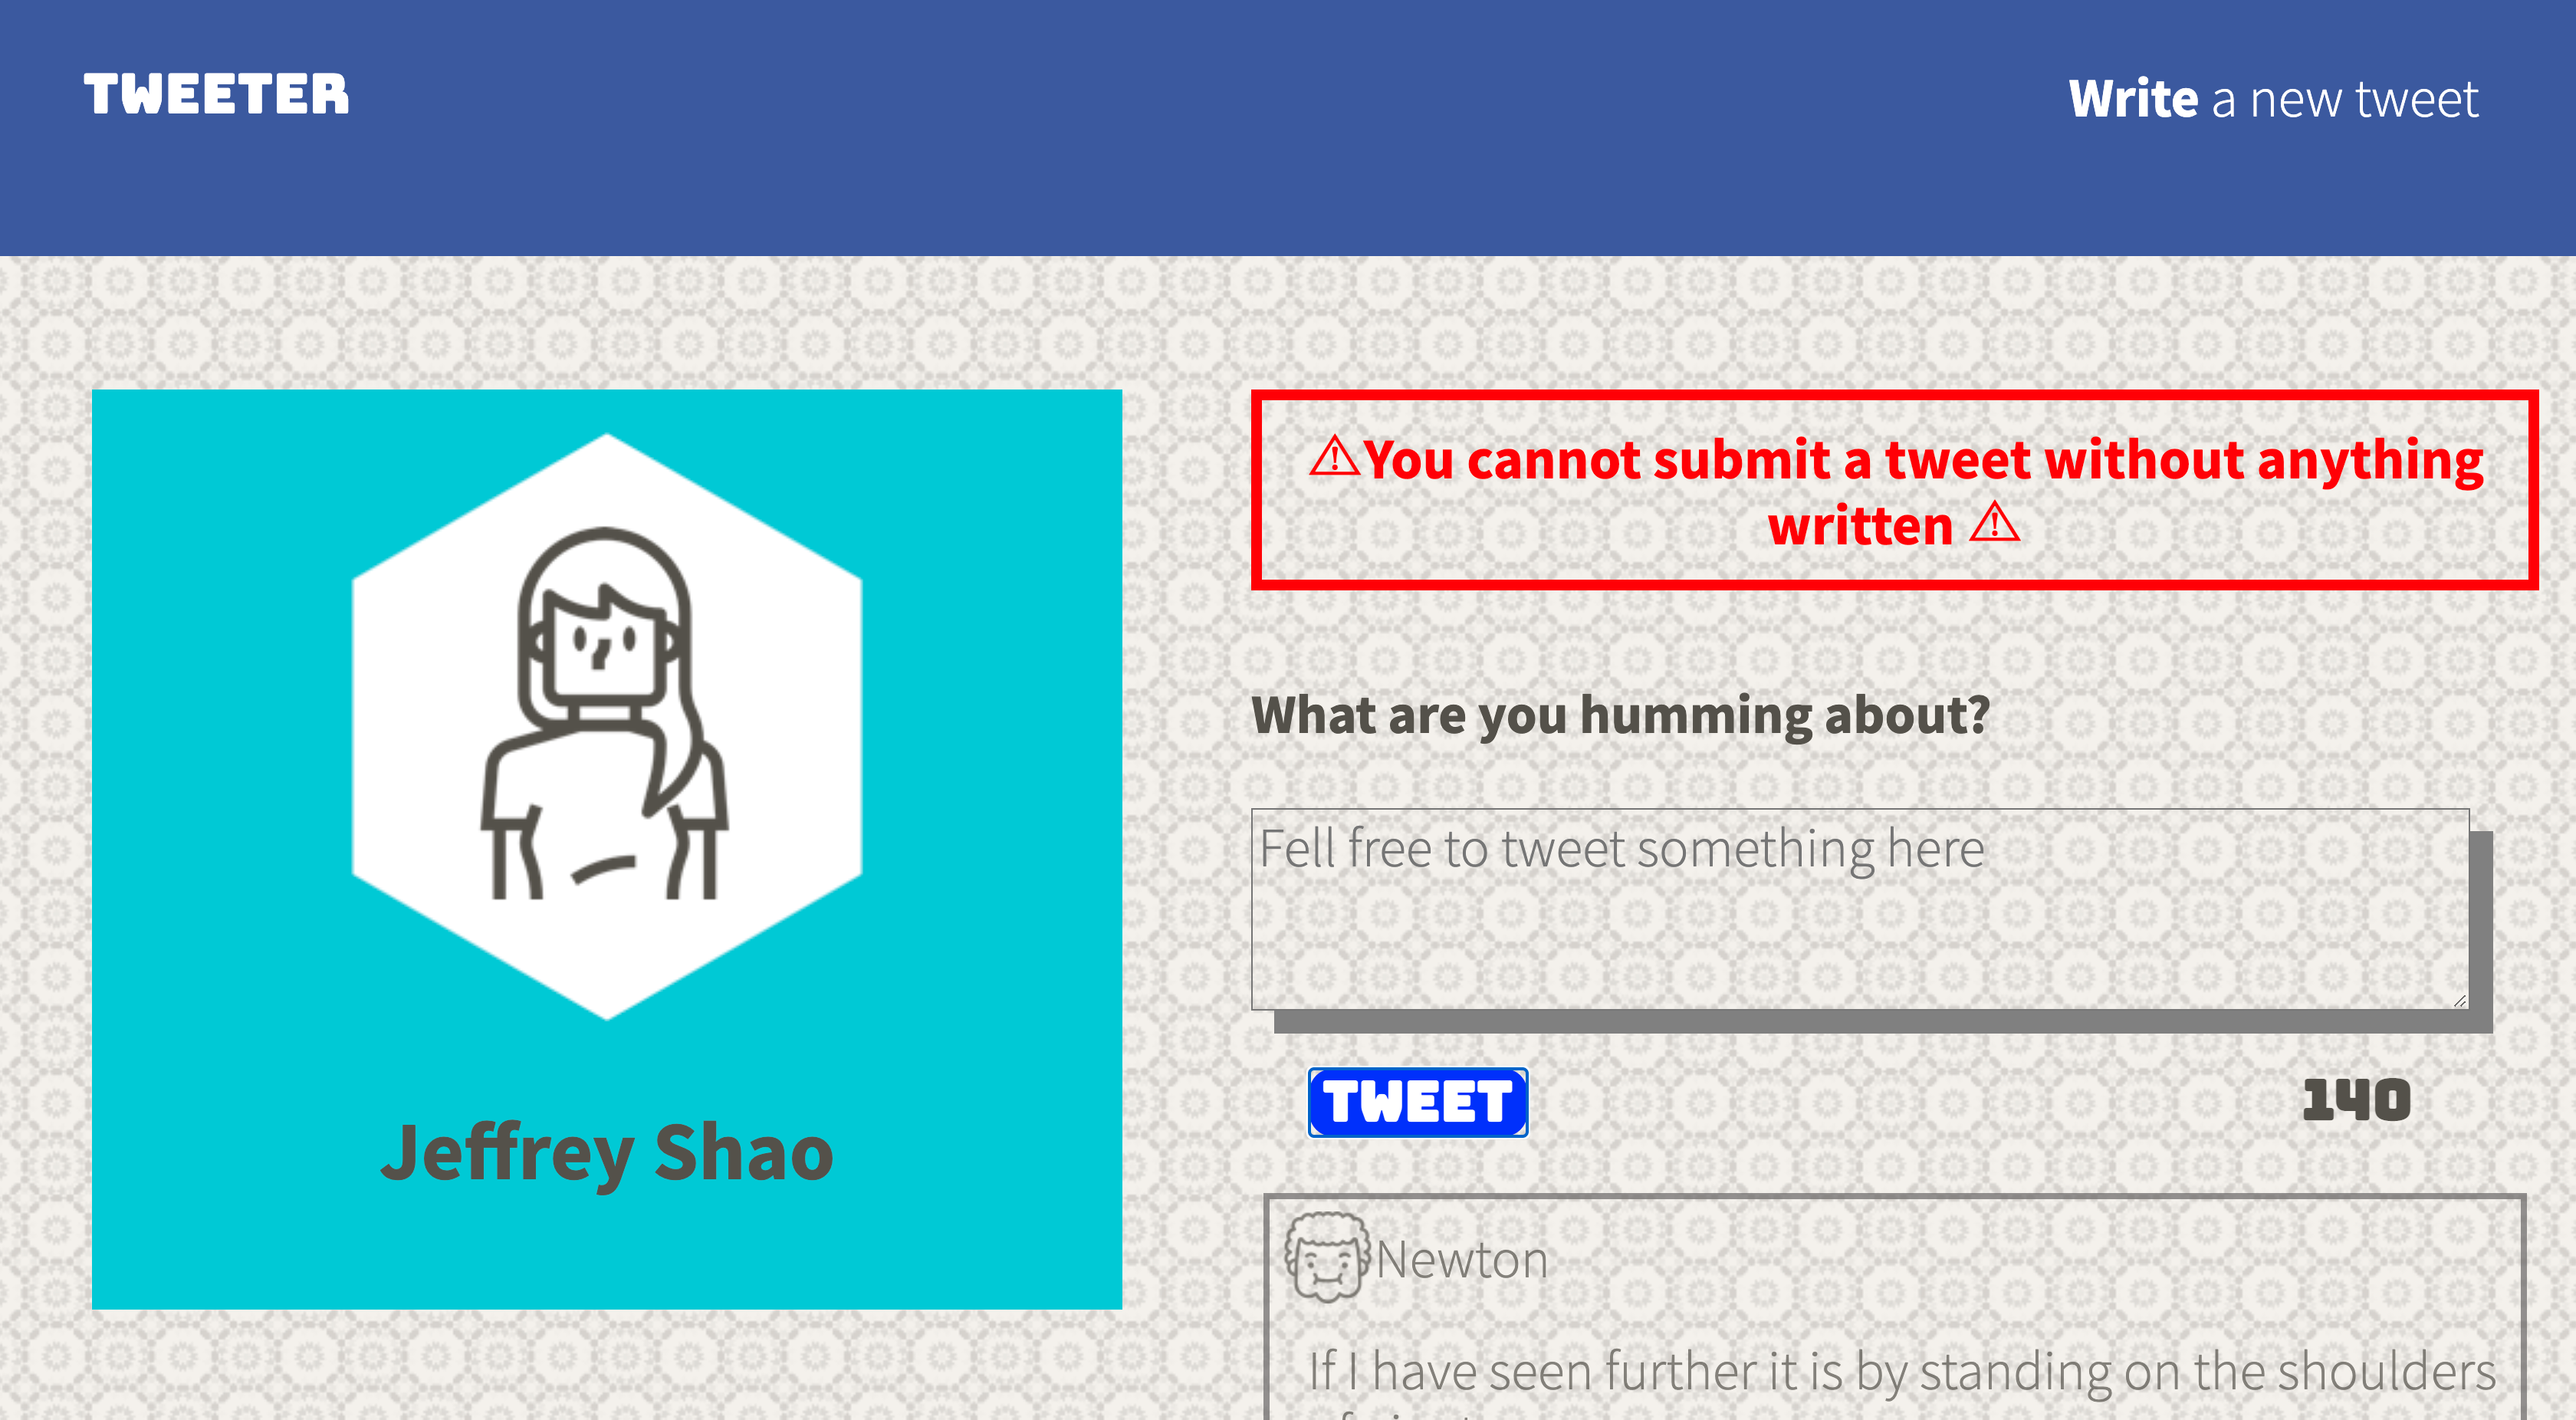 TWEETER
Write a new tweet
⚠You cannot submit a tweet without anything
written ⚠
Jeffrey Shao
What are you humming about?
Fell free to tweet something here
TWEET
140
Newton
If I have seen further it is by standing on the shoulders